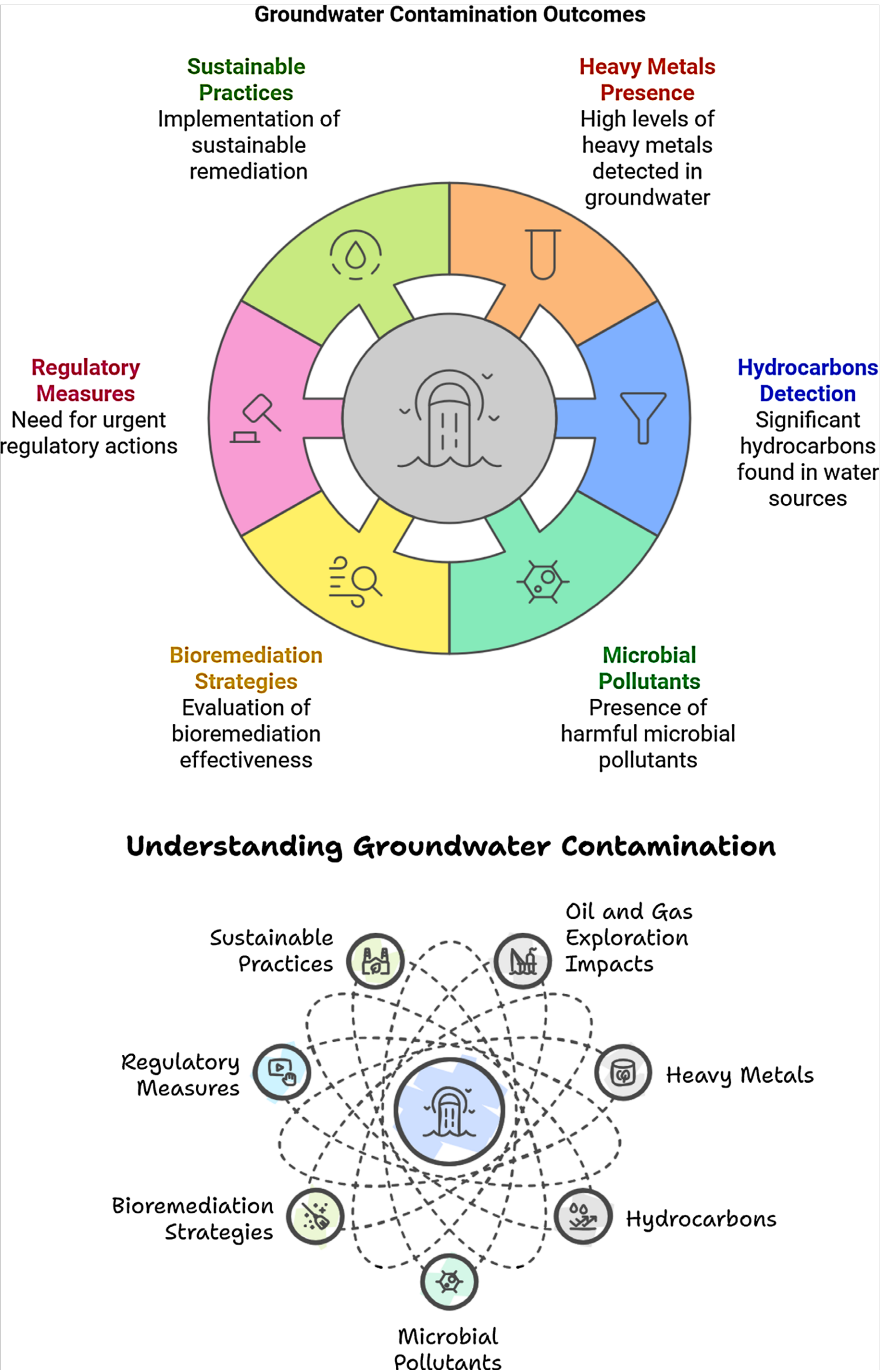 Groundwater Contamination Outcomes
Sustainable
Practices
Implementation of
sustainable
remediation
Heavy Metals
Presence
High levels of
heavy metals
detected in
groundwater
Regulatory
Measures
Need for urgent
regulatory actions
Hydrocarbons
Detection
Significant
hydrocarbons
found in water
sources
Bioremediation
Strategies
Evaluation of
bioremediation
effectiveness
Microbial
Pollutants
Presence of
harmful microbial
pollutants
Understanding Groundwater Contamination
Sustainable
Practices
Oil and Gas
Exploration
Impacts
Regulatory
Measures
Heavy Metals
Bioremediation
Strategies
Hydrocarbons
Microbial
Pollutants